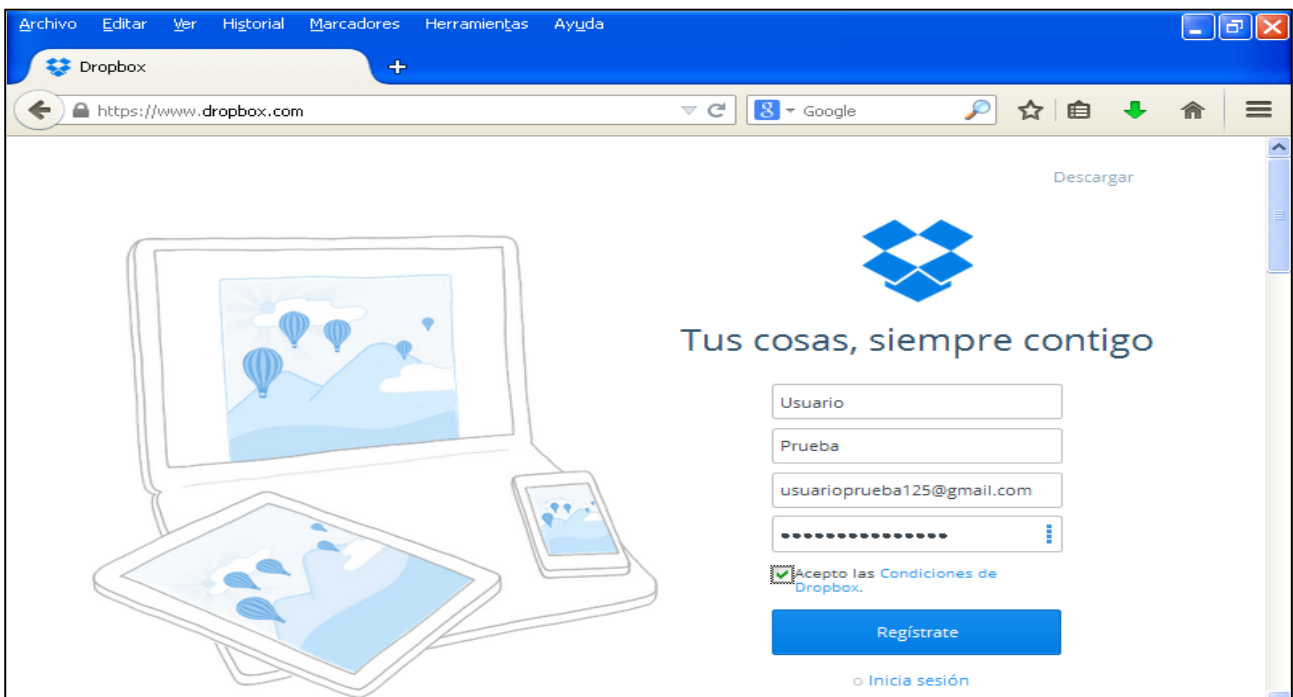 Archivo Editar Ver Historial Marcadores Herramientas Ayuda
Dropbox +
https://www.dropbox.com 8 Google
Descargar
Tus cosas, siempre contigo
Usuario
Prueba
usuarioprueba125@gmail.com
•••••••••••••••
Acepto las Condiciones de
Dropbox.
Regístrate
o Inicia sesión